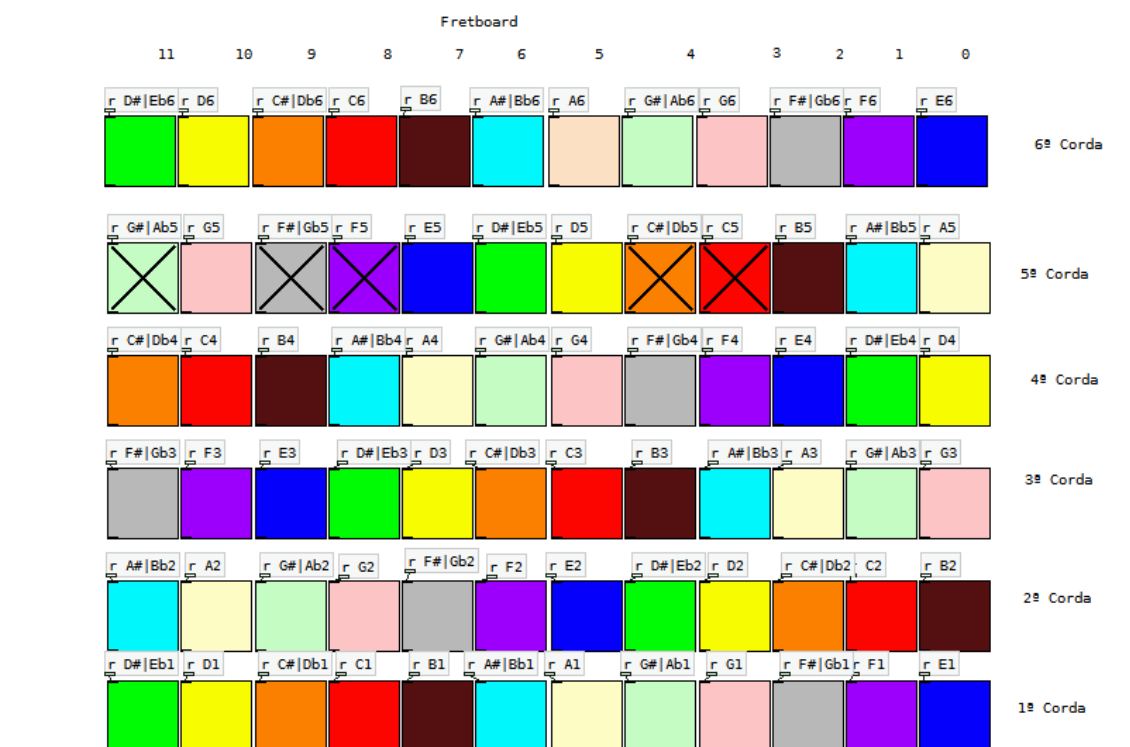 Fretboard
11 10 9 8 7 6 5 4 3 2 1 0
r D#|Eb6 r D6 r C#|Db6 r C6 r B6 r A#|Bb6 r A6 r G#|Ab6 r G6 r F#|Gb6 r F6 r E6
6ª Corda
r G#|Ab5 r G5 r F#|Gb5 r F5 r E5 r D#|Eb5 r D5 r C#|Db5 r C5 r B5 r A#|Bb5 r A5
5ª Corda
r C#|Db4 r C4 r B4 r A#|Bb4 r A4 r G#|Ab4 r G4 r F#|Gb4 r F4 r E4 r D#|Eb4 r D4
4ª Corda
r F#|Gb3 r F3 r E3 r D#|Eb3 r D3 r C#|Db3 r C3 r B3 r A#|Bb3 r A3 r G#|Ab3 r G3
3ª Corda
r A#|Bb2 r A2 r G#|Ab2 r G2 r F#|Gb2 r F2 r E2 r D#|Eb2 r D2 r C#|Db2 r C2 r B2
2ª Corda
r D#|Eb1 r D1 r C#|Db1 r C1 r B1 r A#|Bb1 r A1 r G#|Ab1 r G1 r F#|Gb1 r F1 r E1
1ª Corda